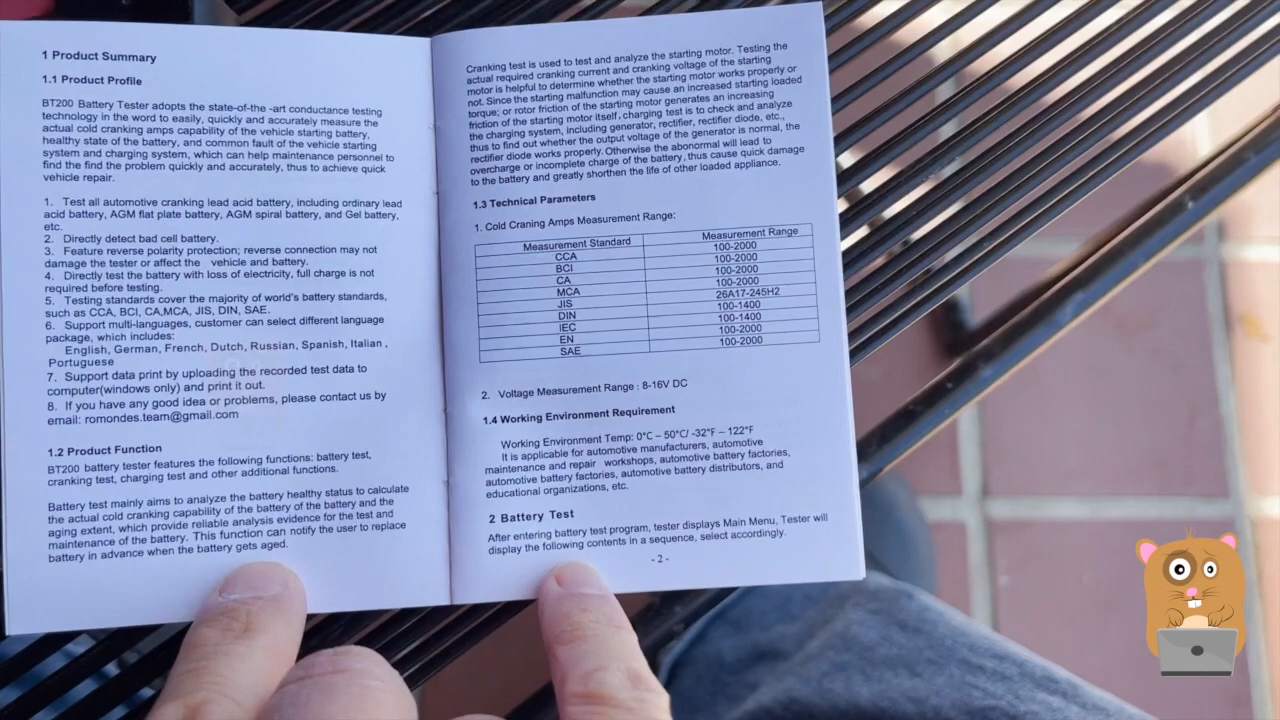 1 Product Summary
1.1 Product Profile
BT200 Battery Tester adopts the state-of-the -art conductance testing
technology in the word to easily, quickly and accurately measure the
actual cold cranking amps capability of the vehicle starting battery,
healthy state of the battery, and common fault of the vehicle starting
system and charging system, which can help maintenance personnel to
find the find the problem quickly and accurately, thus to achieve quick
vehicle repair.
1. Test all automotive cranking lead acid battery, including ordinary lead
acid battery, AGM flat plate battery, AGM spiral battery, and Gel battery,
etc.
2. Directly detect bad cell battery.
3. Feature reverse polarity protection; reverse connection may not
damage the tester or affect the vehicle and battery.
4. Directly test the battery with loss of electricity, full charge is not
required before testing.
5. Testing standards cover the majority of world's battery standards,
such as CCA, BCI, CA,MCA, JIS, DIN, SAE.
6. Support multi-languages, customer can select different language
package, which includes:
English, German, French, Dutch, Russian, Spanish, Italian ,
Portuguese
7. Support data print by uploading the recorded test data to
computer(windows only) and print it out.
8. If you have any good idea or problems, please contact us by
email: romondes.team@gmail.com
1.2 Product Function
BT200 battery tester features the following functions: battery test,
cranking test, charging test and other additional functions.
Battery test mainly aims to analyze the battery healthy status to calculate
the actual cold cranking capability of the battery of the battery and the
aging extent, which provide reliable analysis evidence for the test and
maintenance of the battery. This function can notify the user to replace
battery in advance when the battery gets aged.
Cranking test is used to test and analyze the starting motor. Testing the
actual required cranking current and cranking voltage of the starting
motor is helpful to determine whether the starting motor works properly or
not. Since the starting malfunction may cause an increased starting loaded
torque; or rotor friction of the starting motor generates an increasing
friction of the starting motor itself, charging test is to check and analyze
the charging system, including generator, rectifier, rectifier diode, etc.,
thus to find out whether the output voltage of the generator is normal, the
rectifier diode works properly. Otherwise the abonormal will lead to
overcharge or incomplete charge of the battery, thus cause quick damage
to the battery and greatly shorthen the life of other loaded appliance.
1.3 Technical Parameters
1. Cold Craning Amps Measurement Range:
Measurement Standard Measurement Range
CCA 100-2000
BCI 100-2000
CA 100-2000
MCA 100-2000
JIS 26A17-245H2
DIN 100-1400
IEC 100-1400
EN 100-2000
SAE 100-2000
2. Voltage Measurement Range : 8-16V DC
1.4 Working Environment Requirement
Working Environment Temp: 0°C – 50°C/ -32°F – 122°F
It is applicable for automotive manufacturers, automotive
maintenance and repair workshops, automotive battery factories,
automotive battery factories, automotive battery distributors, and
educational organizations, etc.
2 Battery Test
After entering battery test program, tester displays Main Menu, Tester will
display the following contents in a sequence, select accordingly.
- 2 -